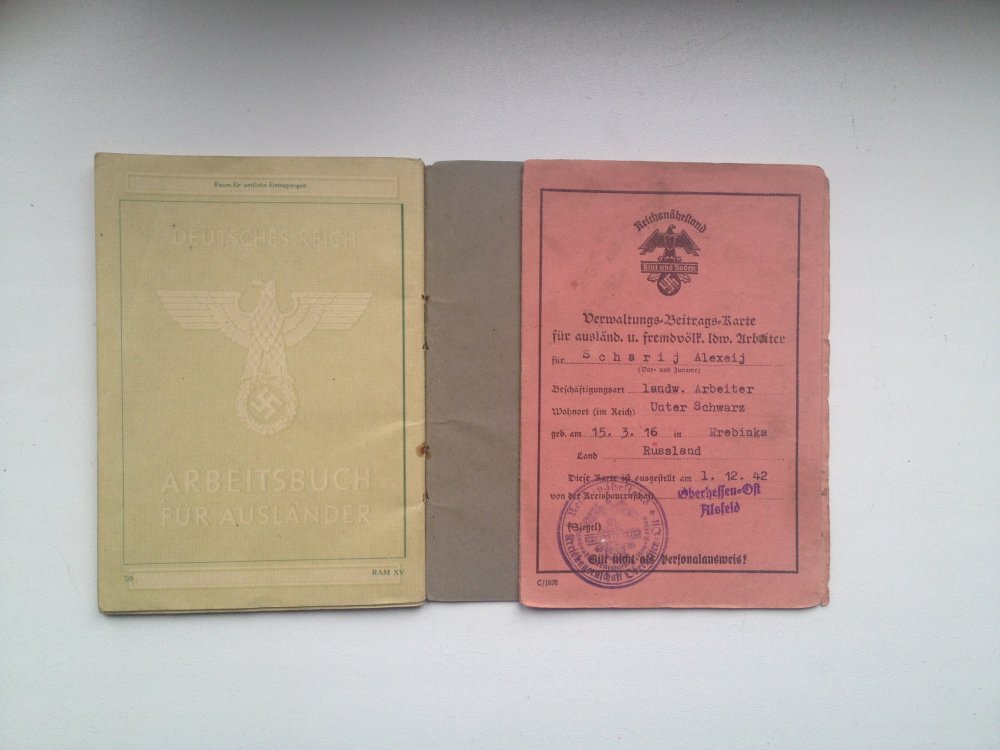 Raum für amtliche Eintragungen
DEUTSCHES REICH
ARBEITSBUCH
FÜR AUSLÄNDER
RAM XV
Reichsnährstand
Blut und Boden
Verwaltungs-Beitrags-Karte
für ausländ. u. fremdvölk. ldw. Arbeiter
für Scharij Alexeij
(Vor- und Zuname)
Beschäftigungsart landw. Arbeiter
Wohnort (im Reich) Unter Schwarz
geb. am 15. 3. 16 in Mrebinka
Land Russland
Diese Karte ist ausgestellt am 1. 12. 42
von der Kreisbauernschaft Oberhessen-Ost
Alsfeld
(Siegel)
Gilt nicht als Personalausweis!
Kreisbauernschaft